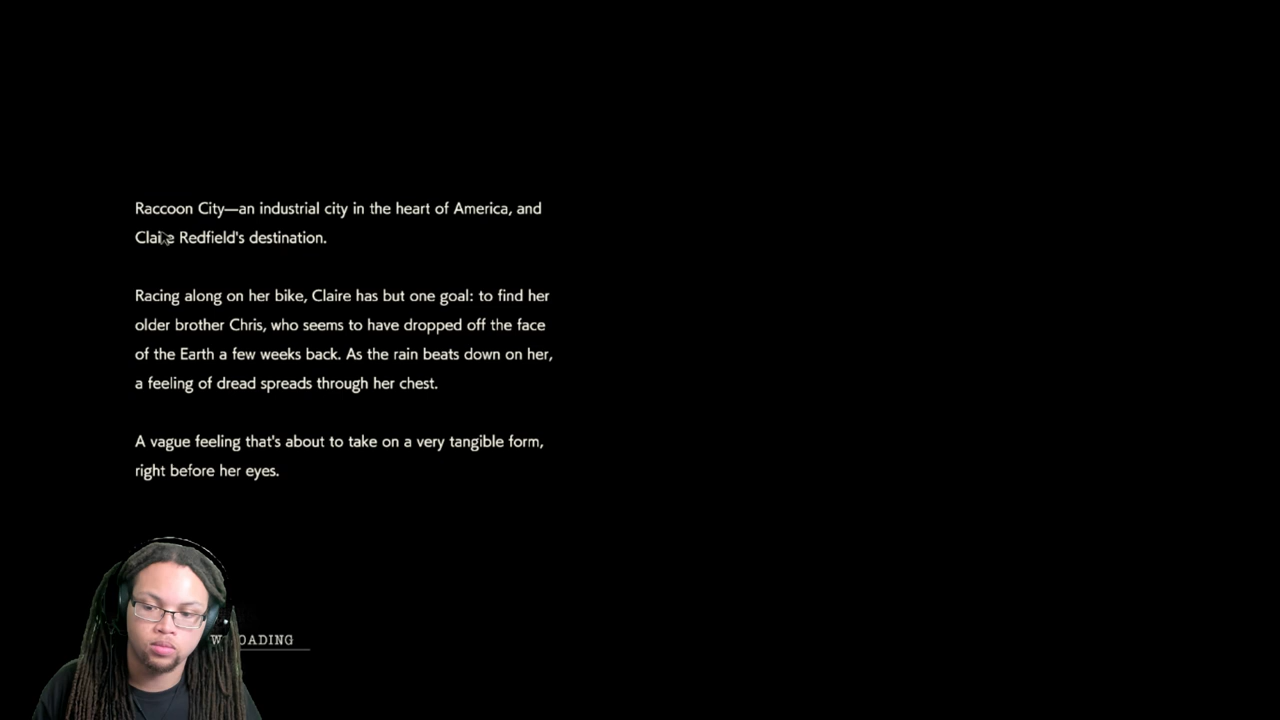 Raccoon City—an industrial city in the heart of America, and
Claire Redfield's destination.
Racing along on her bike, Claire has but one goal: to find her
older brother Chris, who seems to have dropped off the face
of the Earth a few weeks back. As the rain beats down on her,
a feeling of dread spreads through her chest.
A vague feeling that's about to take on a very tangible form,
right before her eyes.